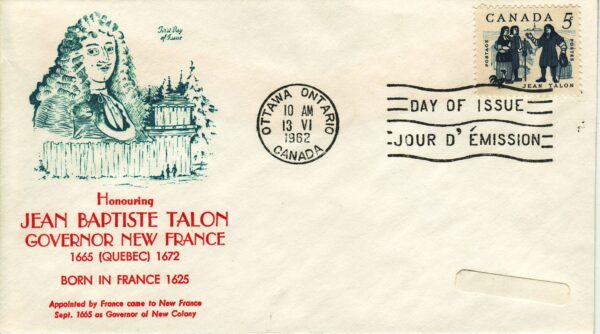 First Day
of Issue
CANADA 5¢
POSTAGE
POSTES
JEAN TALON
OTTAWA ONTARIO
10 AM
13 VI
1962
CANADA
DAY OF ISSUE
JOUR D'ÉMISSION
Honouring
JEAN BAPTISTE TALON
GOVERNOR NEW FRANCE
1665 (QUEBEC) 1672
BORN IN FRANCE 1625
Appointed by France came to New France
Sept. 1665 as Governor of New Colony